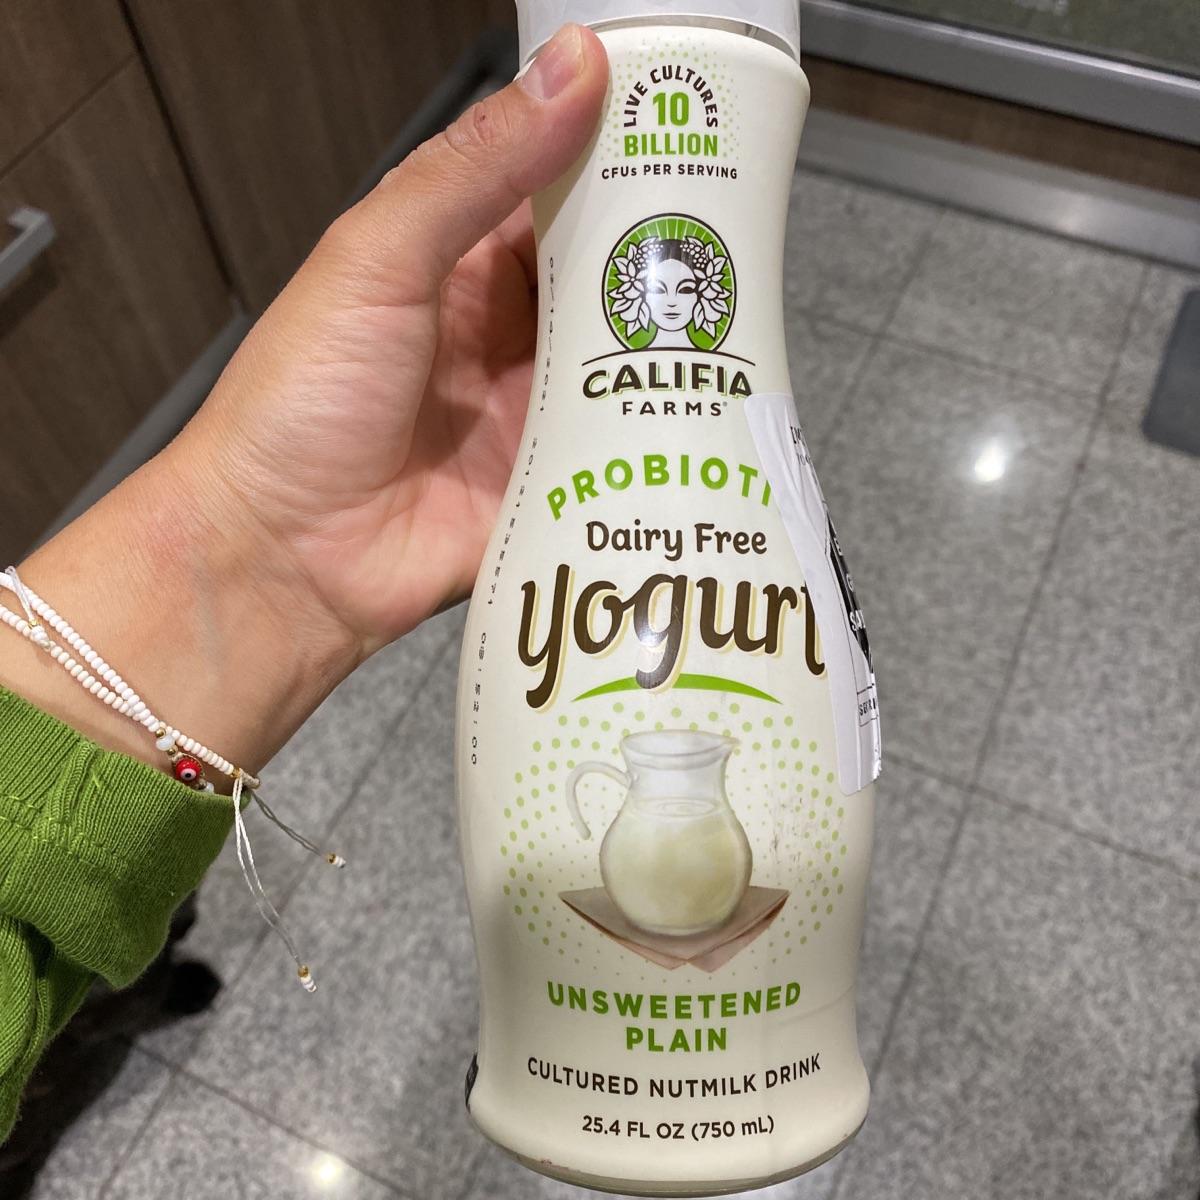 LIVE CULTURES
10
BILLION
CFUs PER SERVING
CALIFIA
FARMS®
PROBIOTI
Dairy Free
yogurt
UNSWEETENED
PLAIN
CULTURED NUTMILK DRINK
25.4 FL OZ (750 mL)